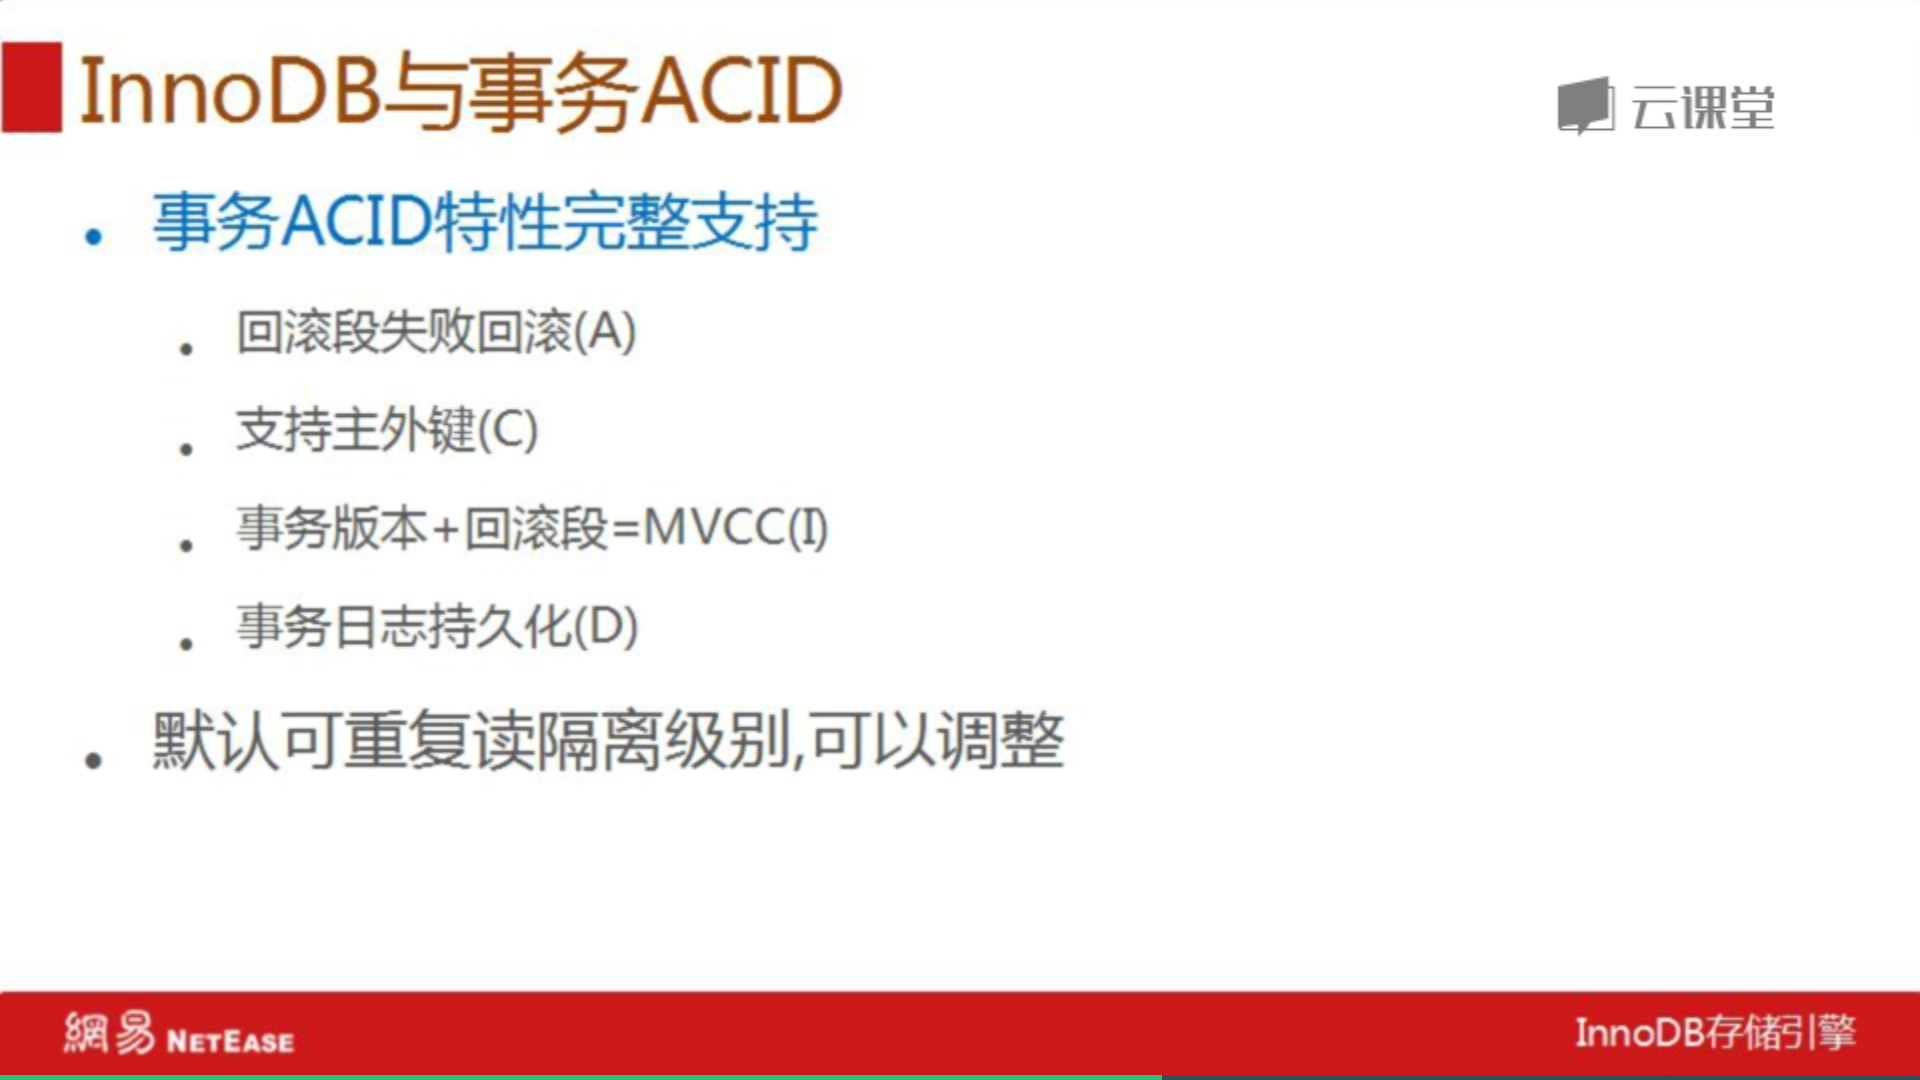 InnoDB与事务ACID
云课堂
事务ACID特性完整支持
回滚段失败回滚(A)
支持主外键(C)
事务版本+回滚段=MVCC(I)
事务日志持久化(D)
默认可重复读隔离级别,可以调整
網易 NETEASE
InnoDB存储引擎